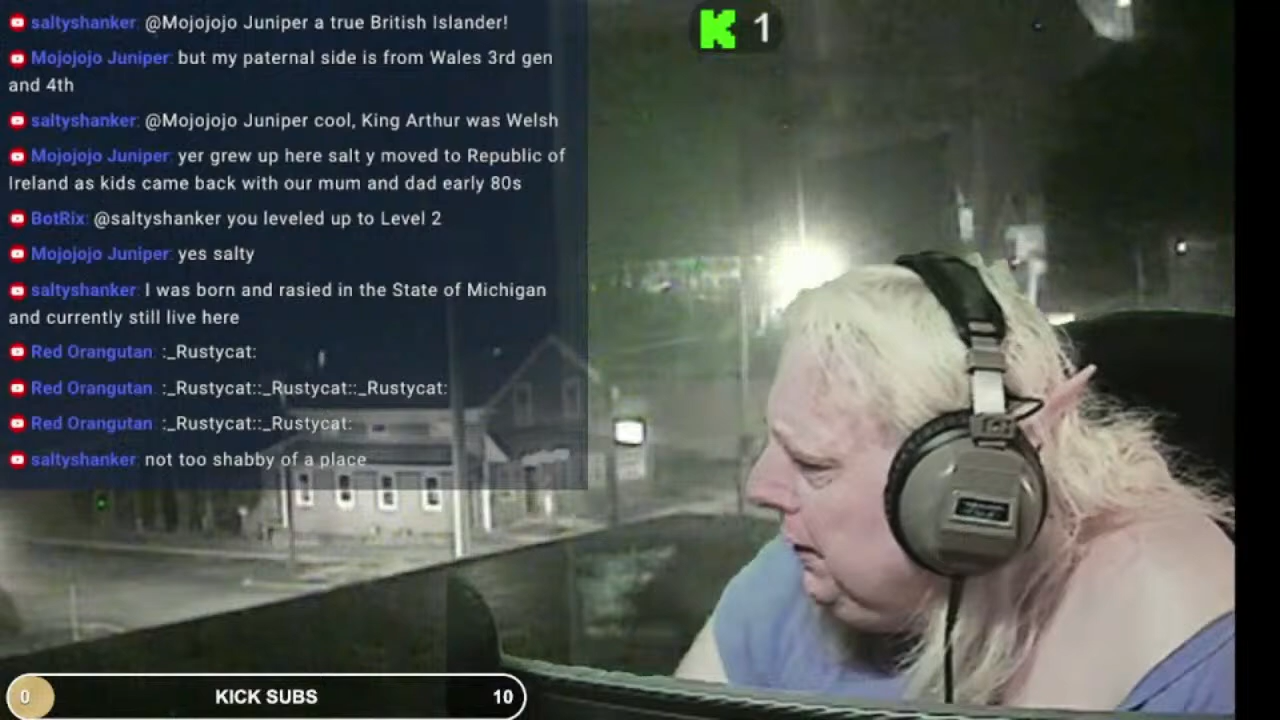 saltyshanker: @Mojojojo Juniper a true British Islander!
Mojojojo Juniper: but my paternal side is from Wales 3rd gen
and 4th
saltyshanker: @Mojojojo Juniper cool, King Arthur was Welsh
Mojojojo Juniper: yer grew up here salt y moved to Republic of
Ireland as kids came back with our mum and dad early 80s
BotRix: @saltyshanker you leveled up to Level 2
Mojojojo Juniper: yes salty
saltyshanker: I was born and rasied in the State of Michigan
and currently still live here
Red Orangutan: :_Rustycat:
Red Orangutan :_Rustycat::_Rustycat::_Rustycat:
Red Orangutan :_Rustycat::_Rustycat:
saltyshanker: not too shabby of a place
K 1
0 KICK SUBS 10